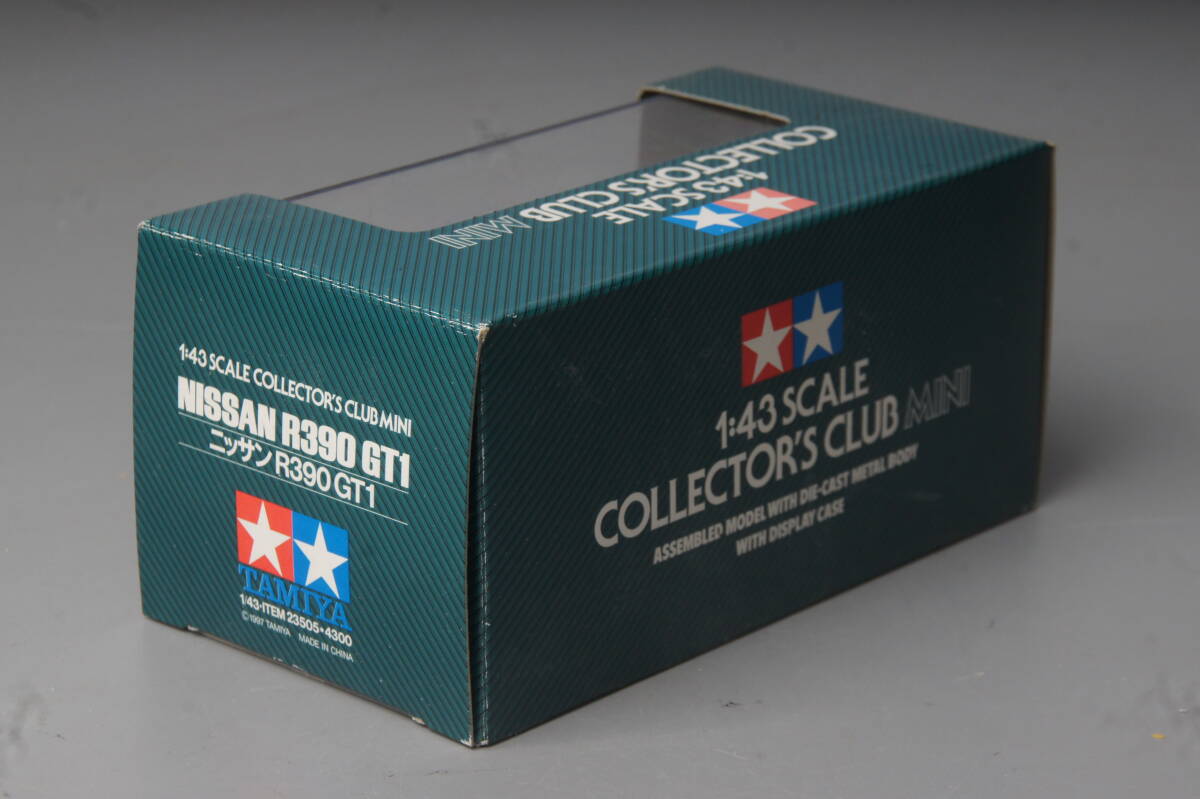 1:43 SCALE
COLLECTOR'S CLUB MINI
1:43 SCALE COLLECTOR'S CLUB MINI
NISSAN R390 GT1
ニッサン R390 GT1
TAMIYA
1/43•ITEM 23505•4300
©1997 TAMIYA MADE IN CHINA
1:43 SCALE
COLLECTOR'S CLUB MINI
ASSEMBLED MODEL WITH DIE-CAST METAL BODY
WITH DISPLAY CASE